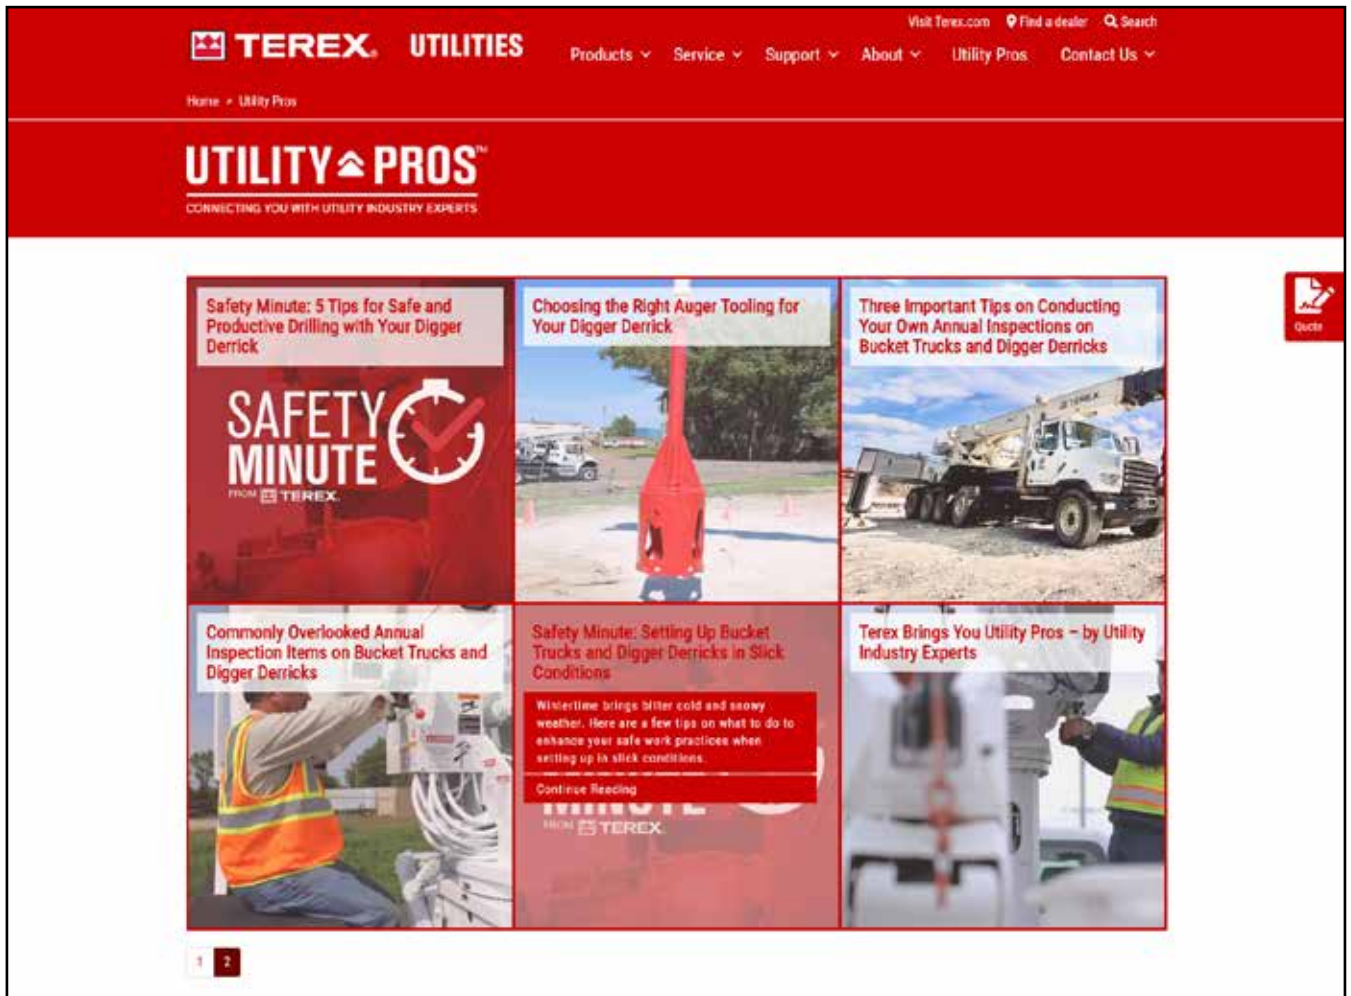 Visit Terex.com Find a dealer Search
TEREX. UTILITIES
Products Service Support About Utility Pros Contact Us
Home Utility Pros
UTILITY PROS™
CONNECTING YOU WITH UTILITY INDUSTRY EXPERTS
Safety Minute: 5 Tips for Safe and
Productive Drilling with Your Digger
Derrick
SAFETY
MINUTE
FROM TEREX.
Choosing the Right Auger Tooling for
Your Digger Derrick
Three Important Tips on Conducting
Your Own Annual Inspections on
Bucket Trucks and Digger Derricks
TEREX
Quote
Commonly Overlooked Annual
Inspection Items on Bucket Trucks and
Digger Derricks
Safety Minute: Setting Up Bucket
Trucks and Digger Derricks in Slick
Conditions
Wintertime brings bitter cold and snowy
weather. Here are a few tips on what to do to
enhance your safe work practices when
setting up in slick conditions.
Continue Reading
MINUTE
FROM TEREX.
Terex Brings You Utility Pros – by Utility
Industry Experts
1 2